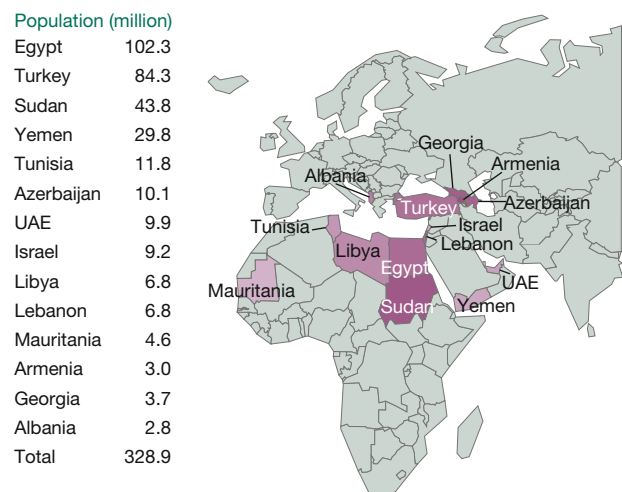 Population (million)
Egypt 102.3
Turkey 84.3
Sudan 43.8
Yemen 29.8
Tunisia 11.8
Azerbaijan 10.1
UAE 9.9
Israel 9.2
Libya 6.8
Lebanon 6.8
Mauritania 4.6
Armenia 3.0
Georgia 3.7
Albania 2.8
Total 328.9
Georgia
Armenia
Albania
Azerbaijan
Turkey
Tunisia
Israel
Lebanon
Libya
Egypt
UAE
Mauritania
Sudan
Yemen